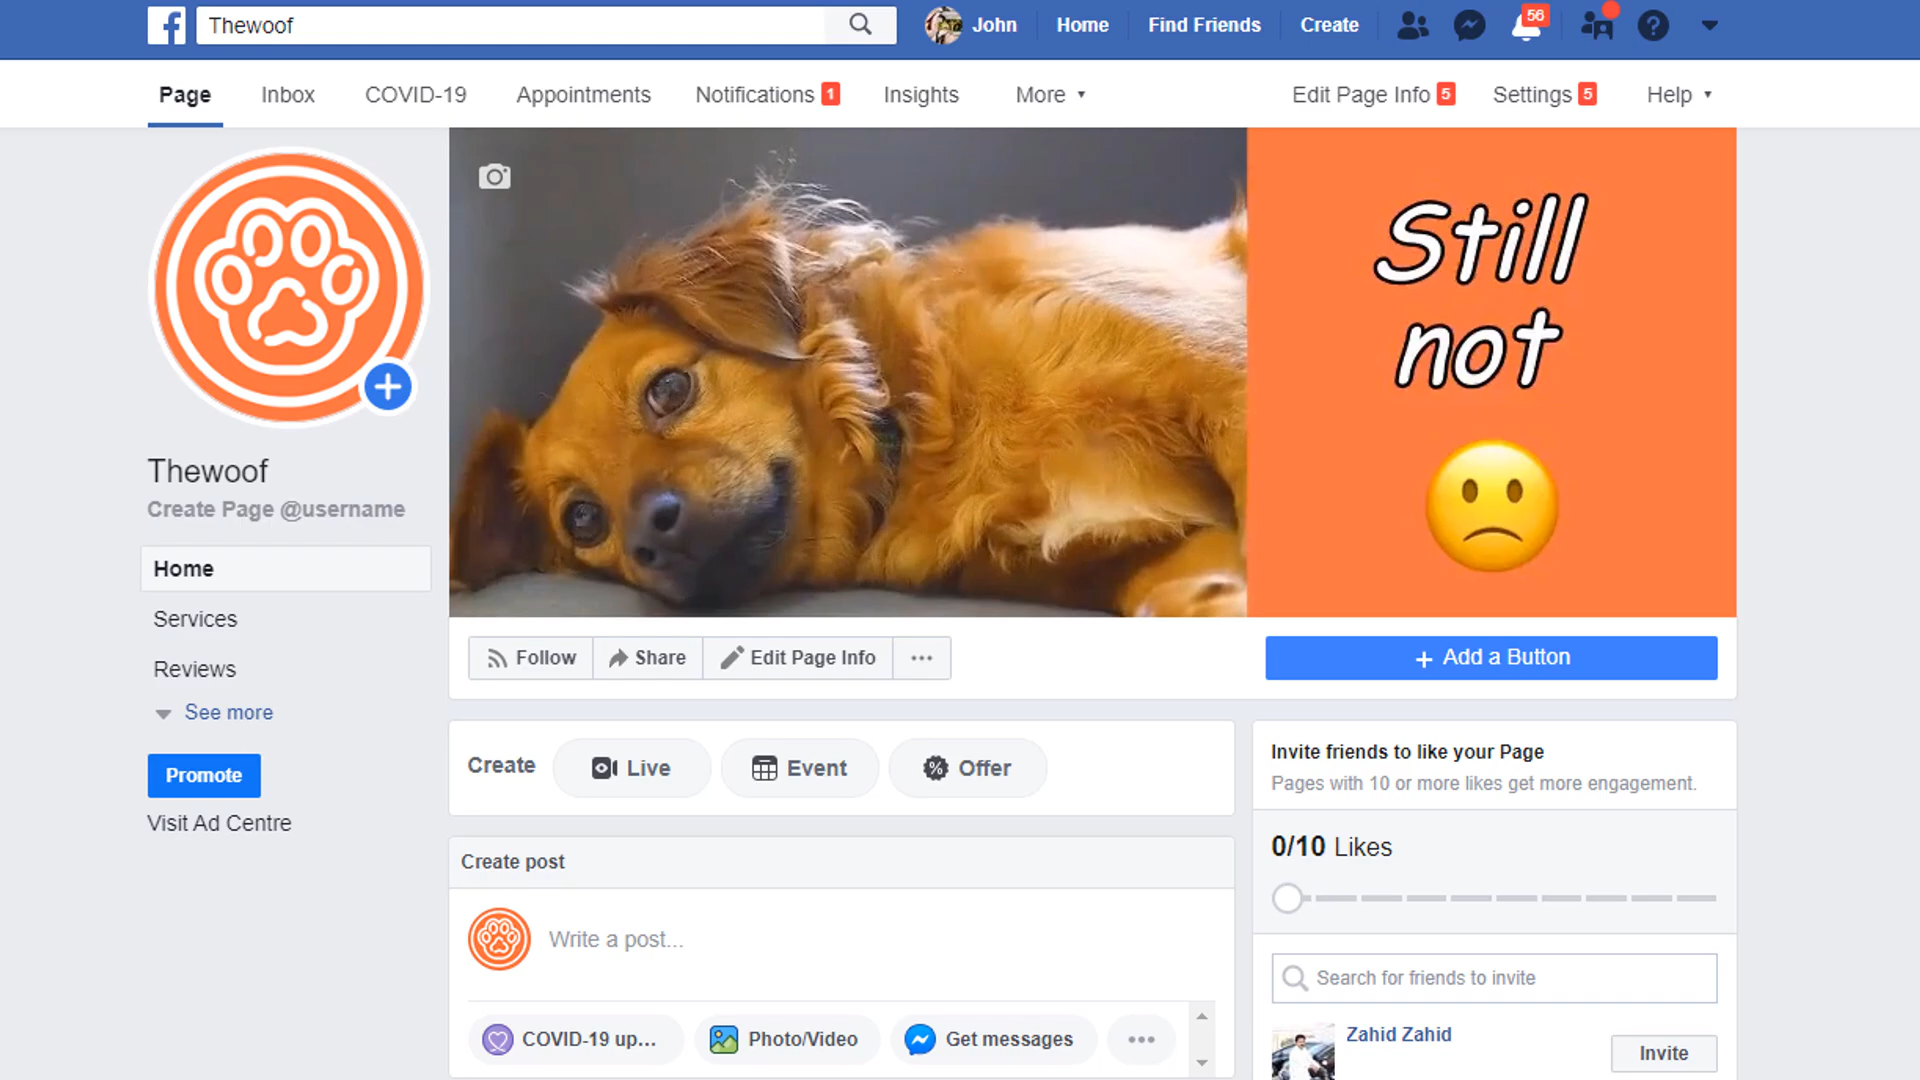 Thewoof
John
Home
Find Friends
Create
56
Page
Inbox
COVID-19
Appointments
Notifications 1
Insights
More
Edit Page Info 5
Settings 5
Help
Still
not
Thewoof
Create Page @username
Home
Services
Reviews
See more
Promote
Visit Ad Centre
Follow
Share
Edit Page Info
+ Add a Button
Create
Live
Event
Offer
Create post
Write a post...
COVID-19 up...
Photo/Video
Get messages
Invite friends to like your Page
Pages with 10 or more likes get more engagement.
0/10 Likes
Search for friends to invite
Zahid Zahid
Invite